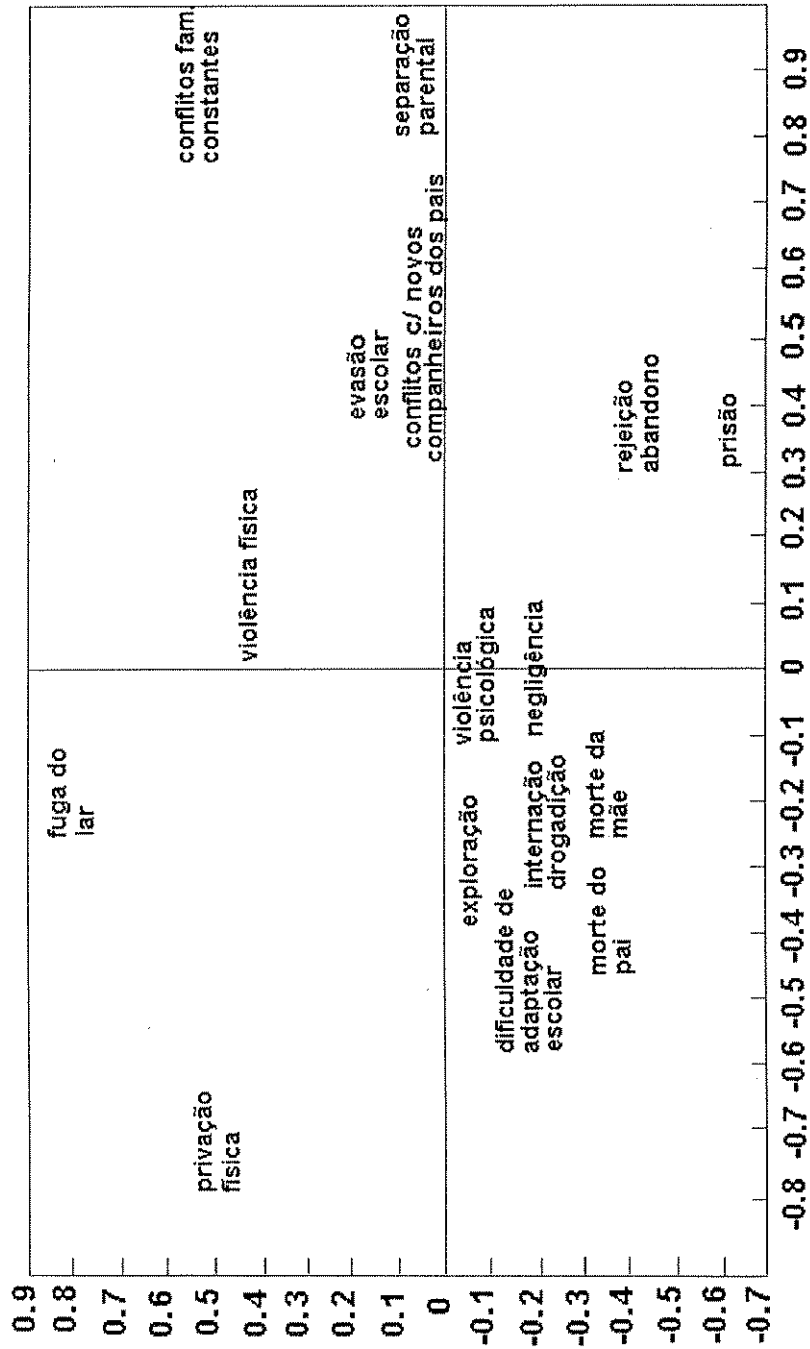 conflitos fam.
constantes
separação
parental
evasão
escolar
conflitos c/ novos
companheiros dos pais
violência física
rejeição
abandono
prisão
fuga do
lar
violência
psicológica
negligência
exploração
internação
drogadição
morte da
mãe
dificuldade de
adaptação
escolar
morte do
pai
privação
física
0.9
0.8
0.7
0.6
0.5
0.4
0.3
0.2
0.1
0
-0.1
-0.2
-0.3
-0.4
-0.5
-0.6
-0.7
-0.8 -0.7 -0.6 -0.5 -0.4 -0.3 -0.2 -0.1 0 0.1 0.2 0.3 0.4 0.5 0.6 0.7 0.8 0.9